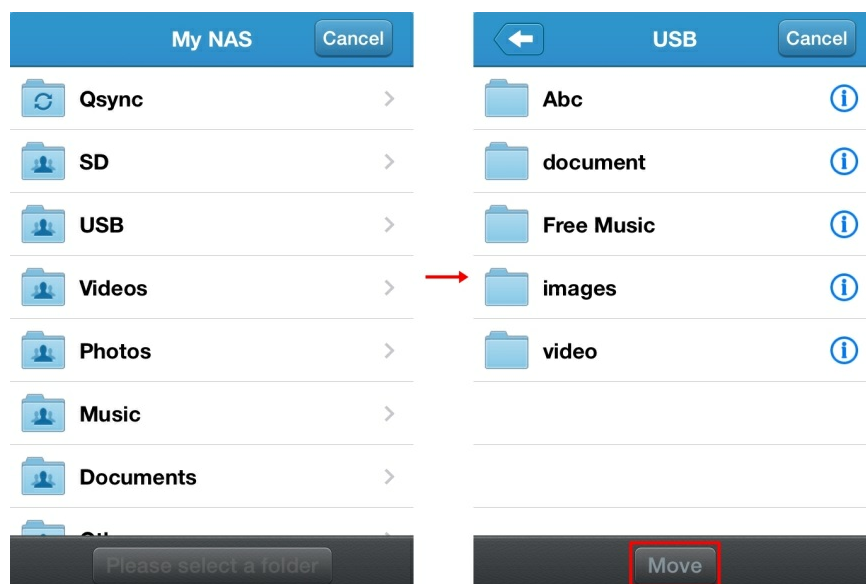 My NAS
Cancel
Qsync
SD
USB
Videos
Photos
Music
Documents
Please select a folder
USB
Cancel
Abc
document
Free Music
images
video
Move